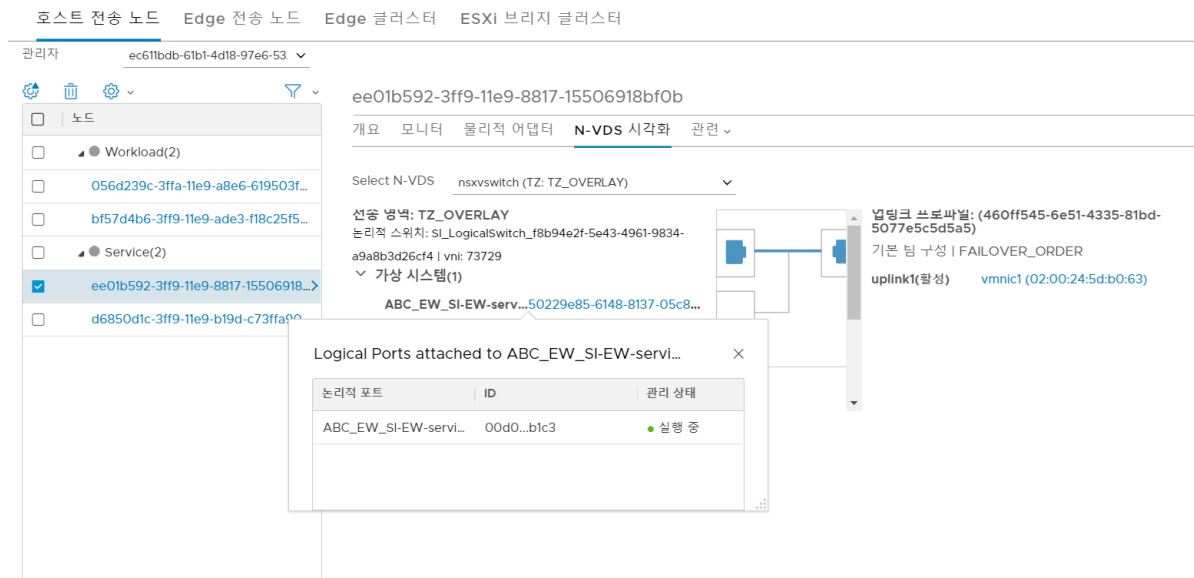 호스트 전송 노드 Edge 전송 노드 Edge 클러스터 ESXi 브리지 클러스터
관리자 ec611bdb-61b1-4d18-97e6-53.
노드
Workload(2)
056d239c-3ffa-11e9-a8e6-619503f...
bf57d4b6-3ff9-11e9-ade3-f18c25f5...
Service(2)
ee01b592-3ff9-11e9-8817-15506918...
d6850d1c-3ff9-11e9-b19d-c73ffa90
ee01b592-3ff9-11e9-8817-15506918bf0b
개요 모니터 물리적 어댑터 N-VDS 시각화 관련
Select N-VDS nsxvswitch (TZ: TZ_OVERLAY)
전송 영역: TZ_OVERLAY
논리적 스위치: SI_LogicalSwitch_f8b94e2f-5e43-4961-9834-
a9a8b3d26cf4 | vni: 73729
가상 시스템(1)
ABC_EW_SI-EW-serv...50229e85-6148-8137-05c8...
업링크 프로파일: (460ff545-6e51-4335-81bd-
5077e5c5d5a5)
기본 팀 구성 | FAILOVER_ORDER
uplink1(활성) vmnic1 (02:00:24:5d:b0:63)
Logical Ports attached to ABC_EW_SI-EW-servi...
논리적 포트 ID 관리 상태
ABC_EW_SI-EW-servi... 00d0...b1c3 실행 중